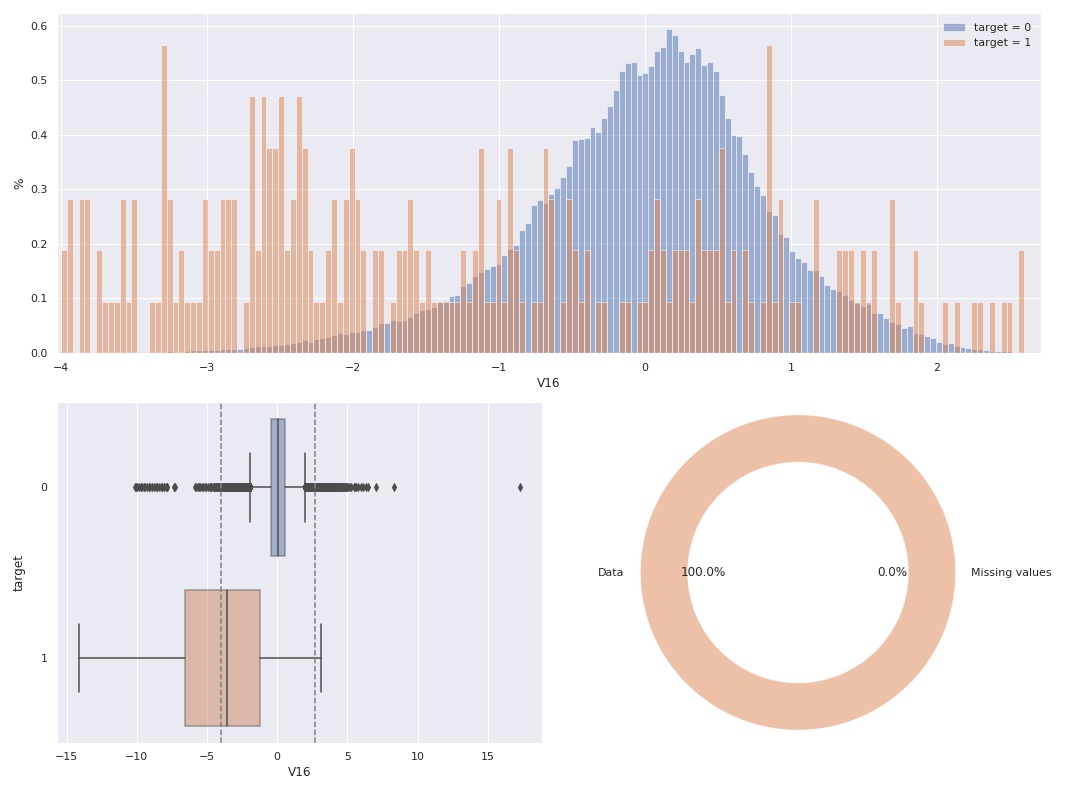 target = 0
target = 1
0.6
0.5
0.4
0.3
0.2
0.1
0.0
%
−4 −3 −2 −1 0 1 2
V16
0
1
target
−15 −10 −5 0 5 10 15
V16
Data 100.0% 0.0% Missing values